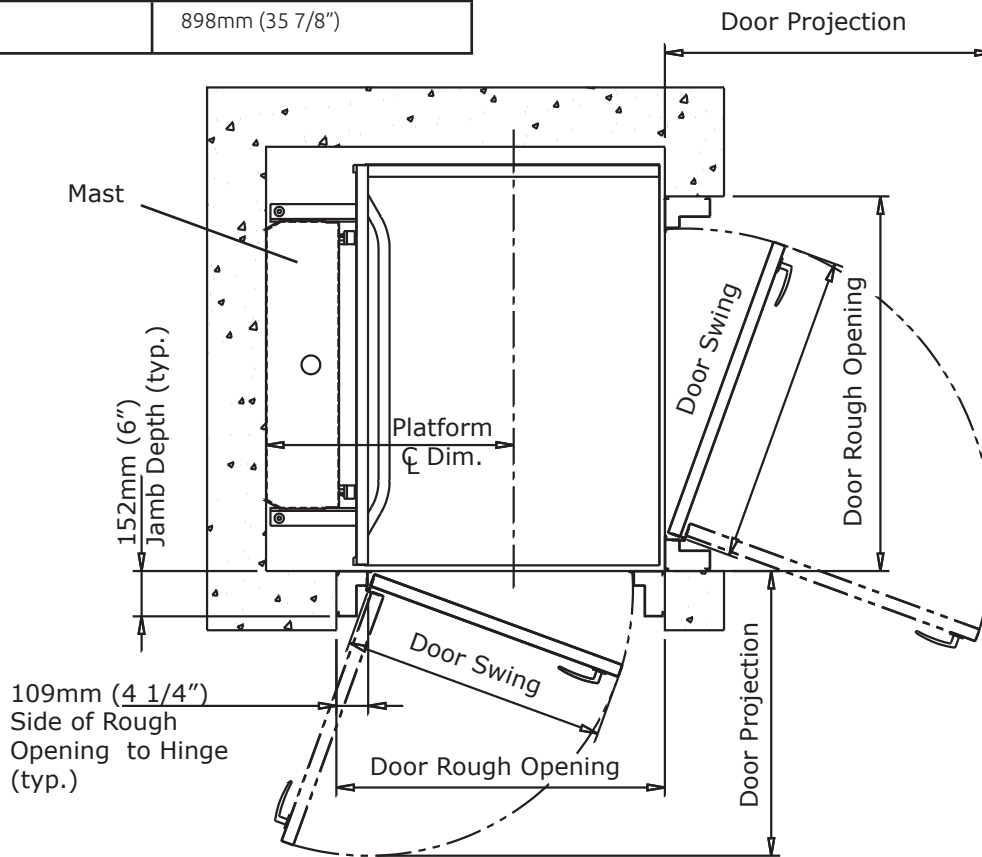 898mm (35 7/8”)
Door Projection
Mast
Door Swing
Door Rough Opening
152mm (6”)
Jamb Depth (typ.)
Platform
℄ Dim.
Door Swing
Door Projection
109mm (4 1/4”)
Side of Rough
Opening to Hinge
(typ.)
Door Rough Opening